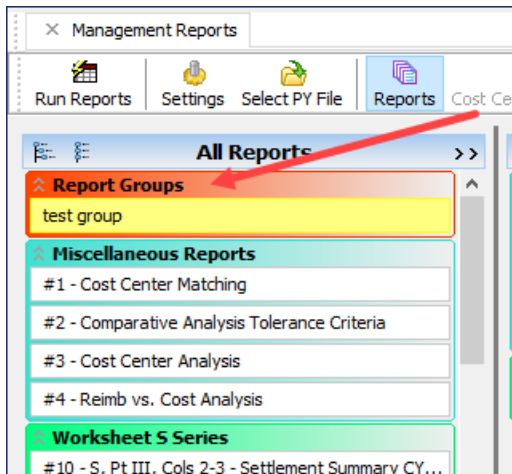 Management Reports
Run Reports Settings Select PY File Reports Cost Ce
All Reports >>
Report Groups
test group
Miscellaneous Reports
#1 - Cost Center Matching
#2 - Comparative Analysis Tolerance Criteria
#3 - Cost Center Analysis
#4 - Reimb vs. Cost Analysis
Worksheet S Series
#10 - S, Pt III, Cols 2-3 - Settlement Summary CY...